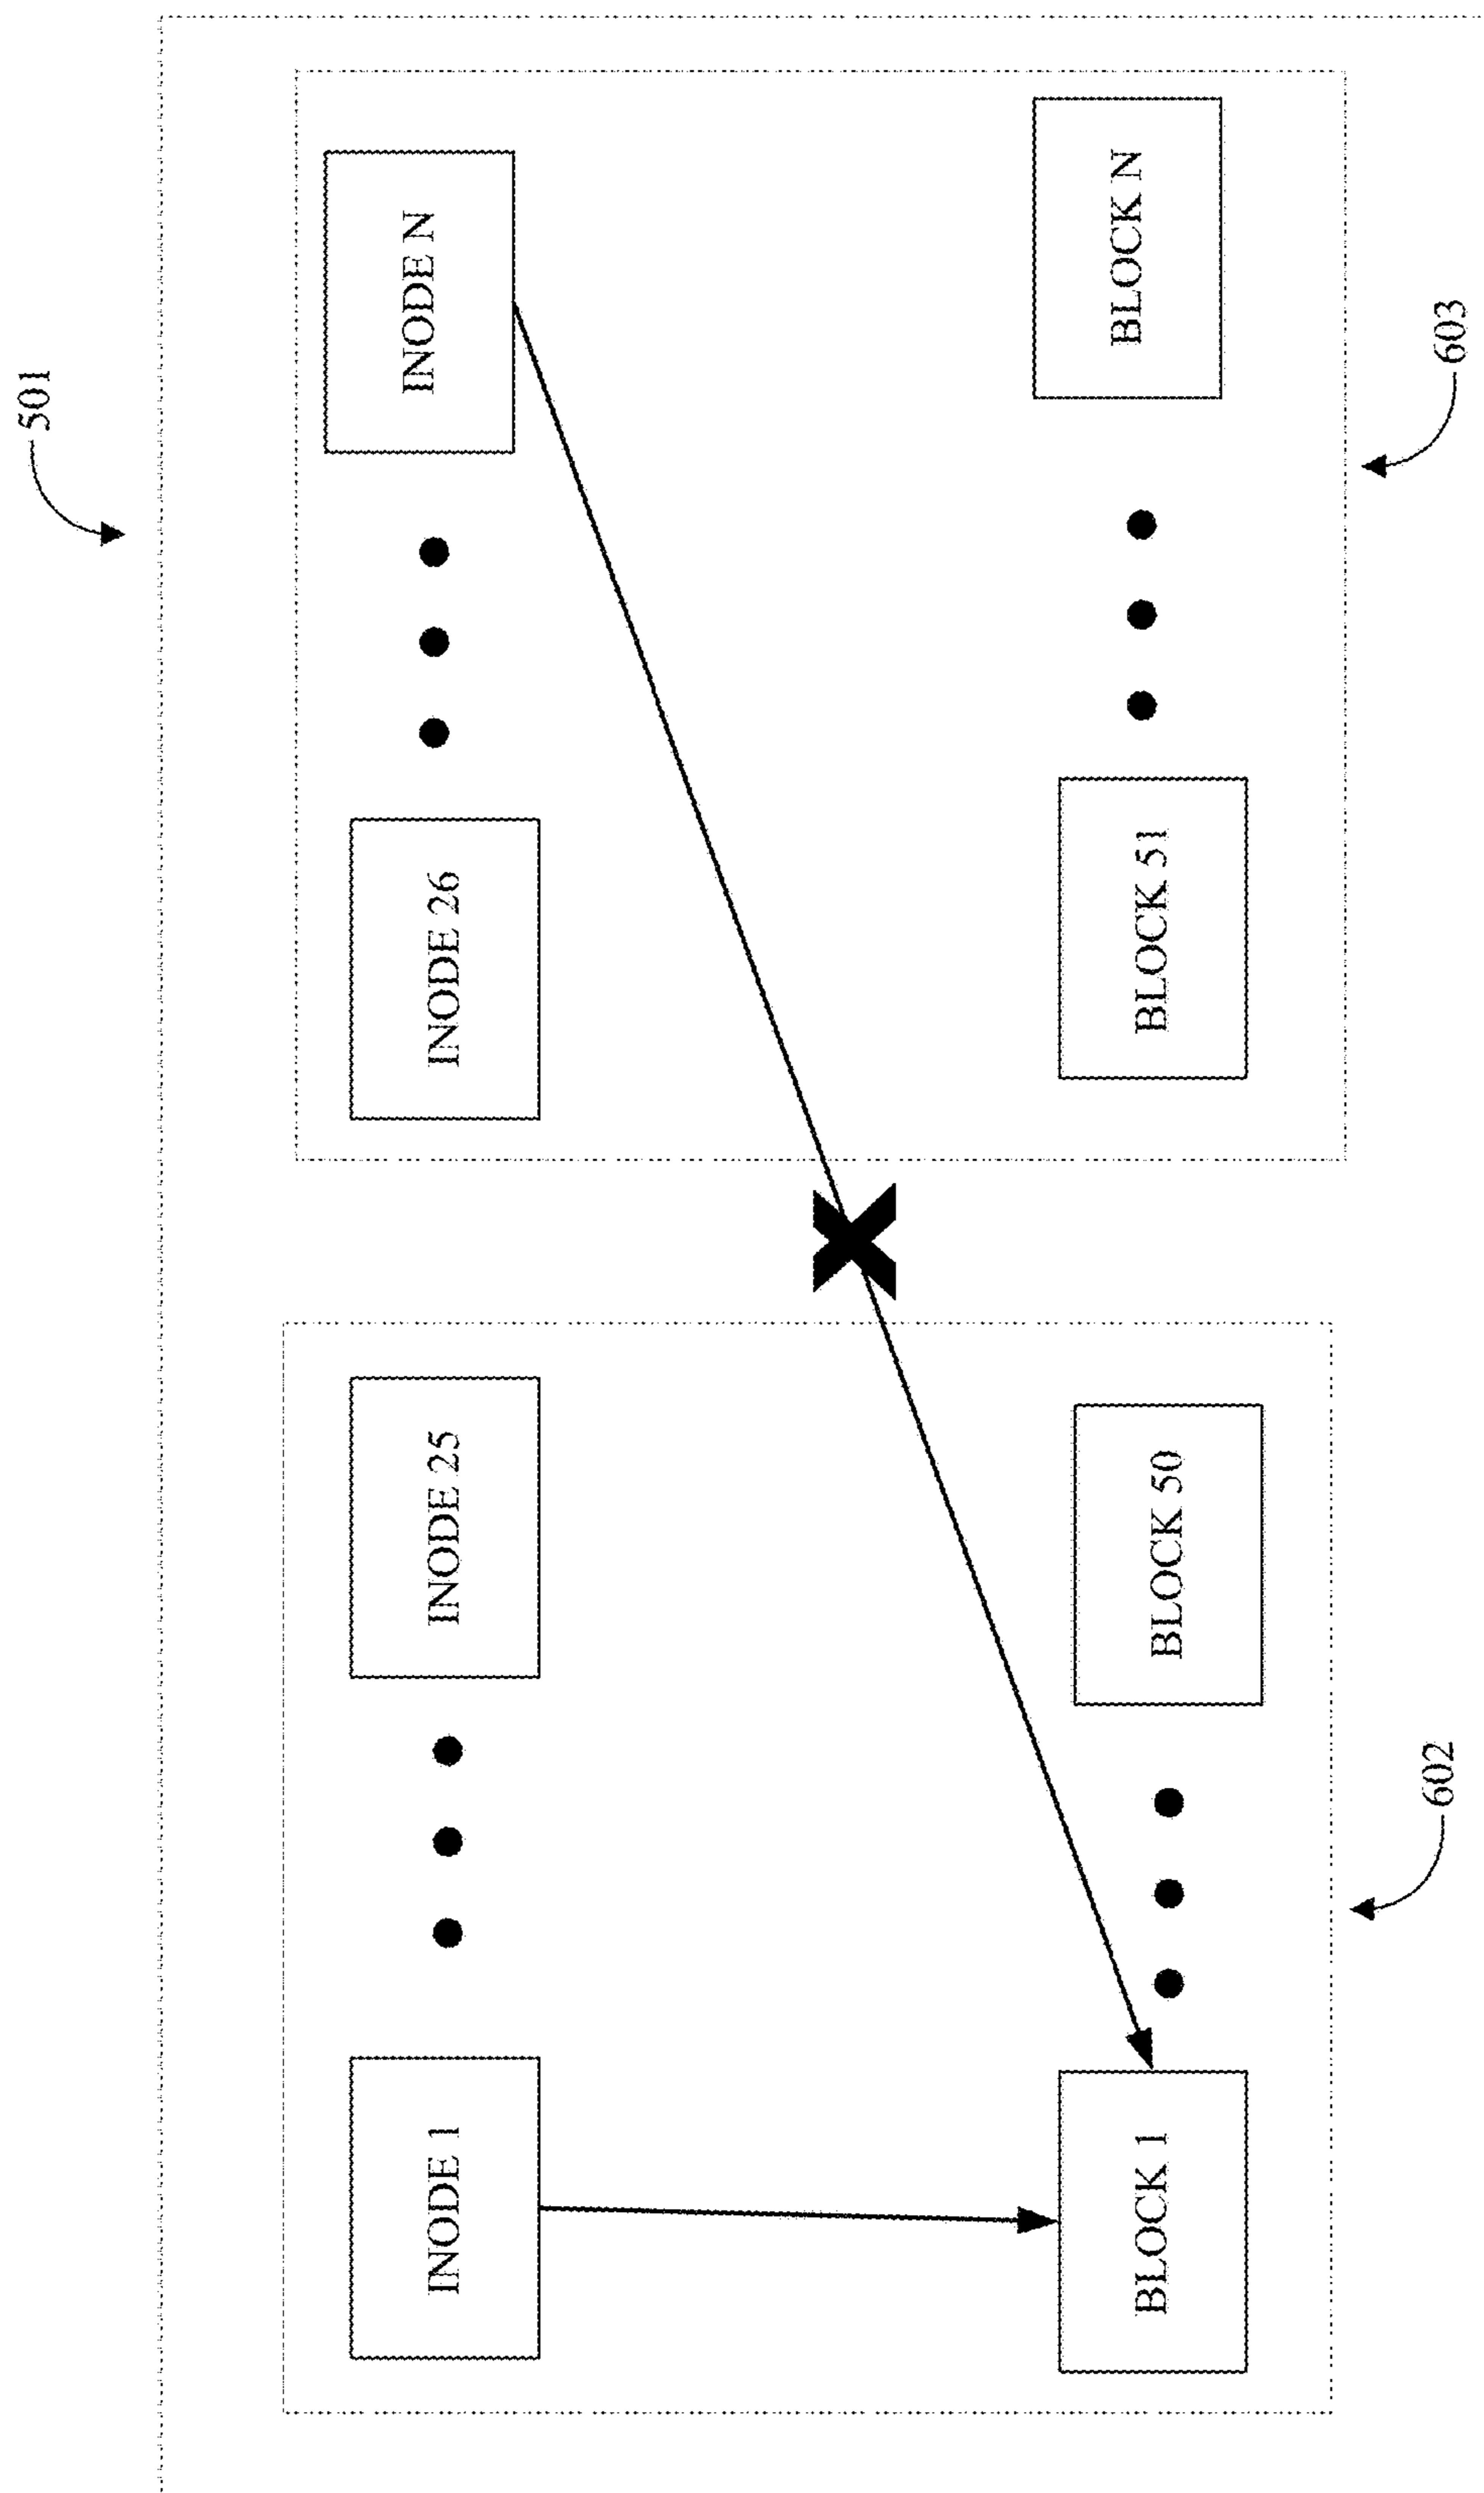 501
INODE 1
INODE 25
INODE 26
INODE N
BLOCK 1
BLOCK 50
BLOCK 51
BLOCK N
602
603